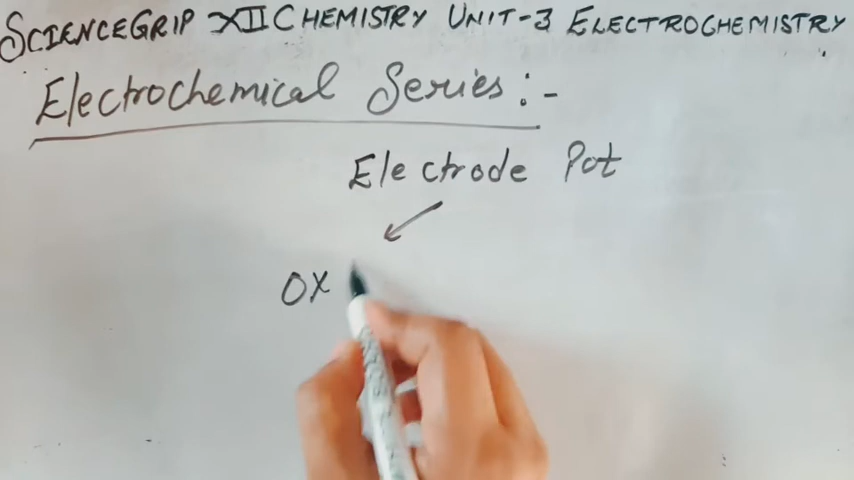 SCIENCEGRIP XII CHEMISTRY UNIT-3 ELECTROCHEMISTRY
Electrochemical Series:-
Electrode Pot
OX